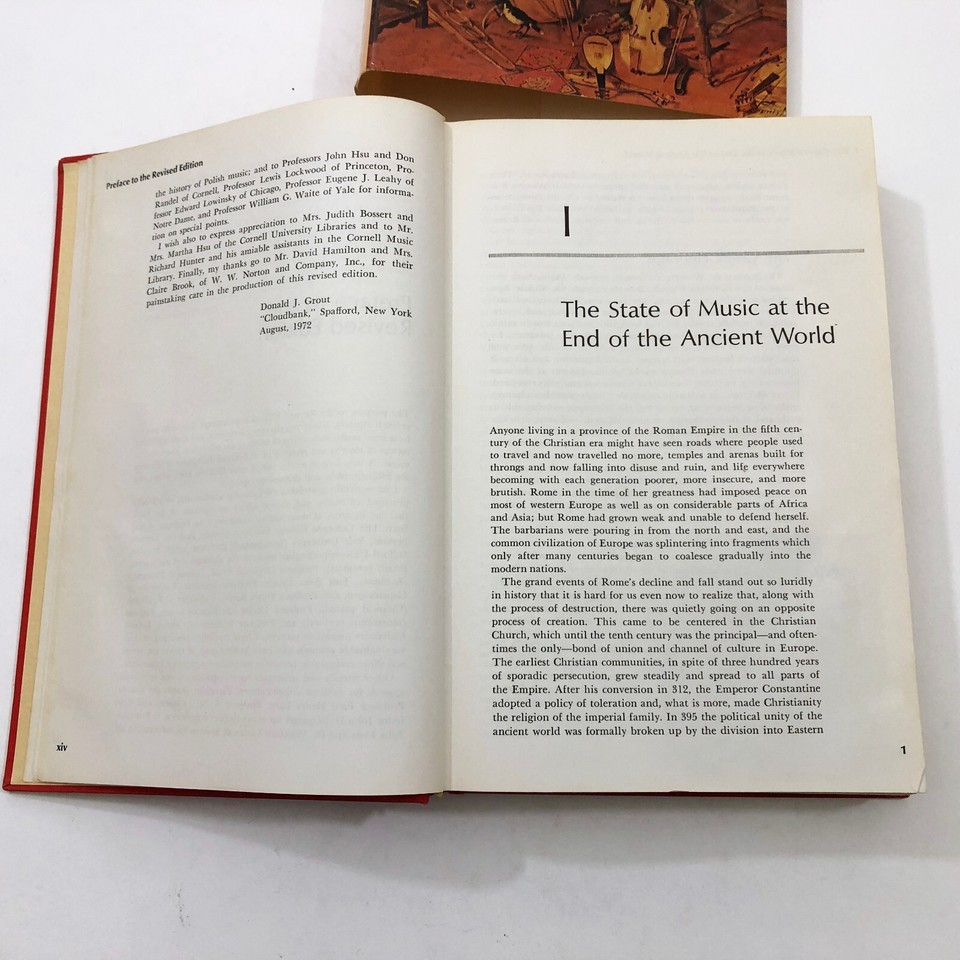 Preface to the Revised Edition
the history of Polish music; and to Professors John Hsu and Don
Randel of Cornell, Professor Lewis Lockwood of Princeton, Pro-
fessor Edward Lowinsky of Chicago, Professor Eugene J. Leahy of
Notre Dame, and Professor William G. Waite of Yale for informa-
tion on special points.
I wish also to express appreciation to Mrs. Judith Bossert and
Mrs. Martha Hsu of the Cornell University Libraries and to Mr.
Richard Hunter and his amiable assistants in the Cornell Music
Library. Finally, my thanks go to Mr. David Hamilton and Mrs.
Claire Brook, of W. W. Norton and Company, Inc., for their
painstaking care in the production of this revised edition.
Donald J. Grout
“Cloudbank,” Spafford, New York
August, 1972
xiv
I
The State of Music at the
End of the Ancient World
Anyone living in a province of the Roman Empire in the fifth cen-
tury of the Christian era might have seen roads where people used
to travel and now travelled no more, temples and arenas built for
throngs and now falling into disuse and ruin, and life everywhere
becoming with each generation poorer, more insecure, and more
brutish. Rome in the time of her greatness had imposed peace on
most of western Europe as well as on considerable parts of Africa
and Asia; but Rome had grown weak and unable to defend herself.
The barbarians were pouring in from the north and east, and the
common civilization of Europe was splintering into fragments which
only after many centuries began to coalesce gradually into the
modern nations.
The grand events of Rome’s decline and fall stand out so luridly
in history that it is hard for us even now to realize that, along with
the process of destruction, there was quietly going on an opposite
process of creation. This came to be centered in the Christian
Church, which until the tenth century was the principal—and often-
times the only—bond of union and channel of culture in Europe.
The earliest Christian communities, in spite of three hundred years
of sporadic persecution, grew steadily and spread to all parts of
the Empire. After his conversion in 312, the Emperor Constantine
adopted a policy of toleration and, what is more, made Christianity
the religion of the imperial family. In 395 the political unity of the
ancient world was formally broken up by the division into Eastern
1